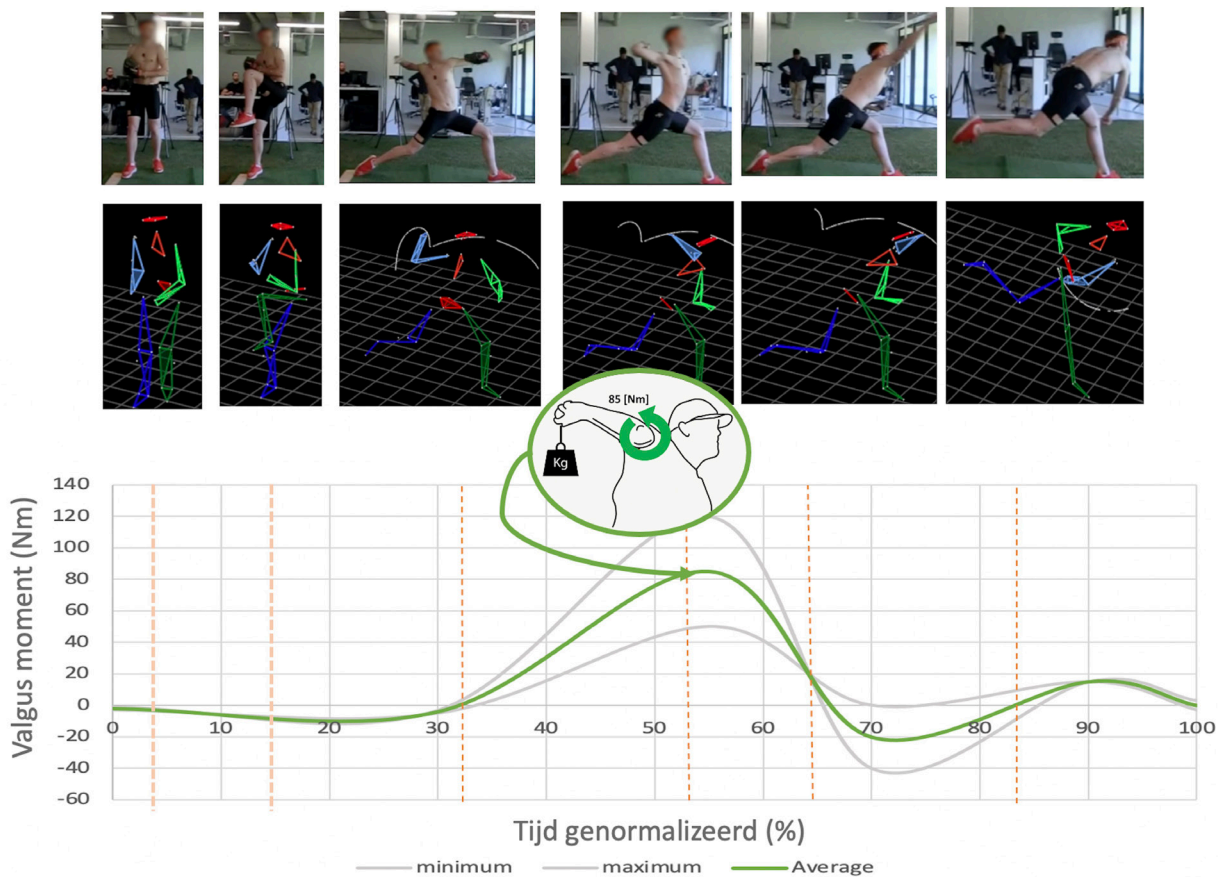 85 [Nm]
Kg
Valgus moment (Nm)
140
120
100
80
60
40
20
0
-20
-40
-60
0 10 20 30 40 50 60 70 80 90 100
Tijd genormalizeerd (%)
minimum maximum Average